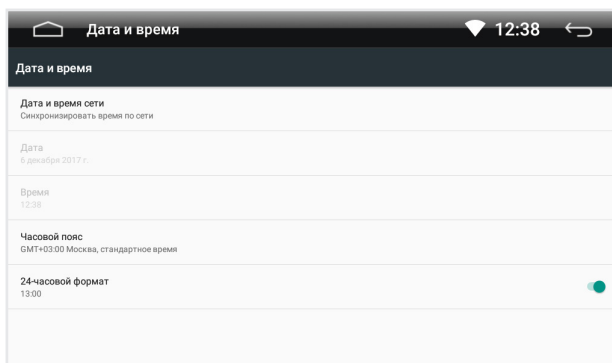 Дата и время
12:38
Дата и время
Дата и время сети
Синхронизировать время по сети
Дата
6 декабря 2017 г.
Время
12:38
Часовой пояс
GMT+03:00 Москва, стандартное время
24-часовой формат
13:00